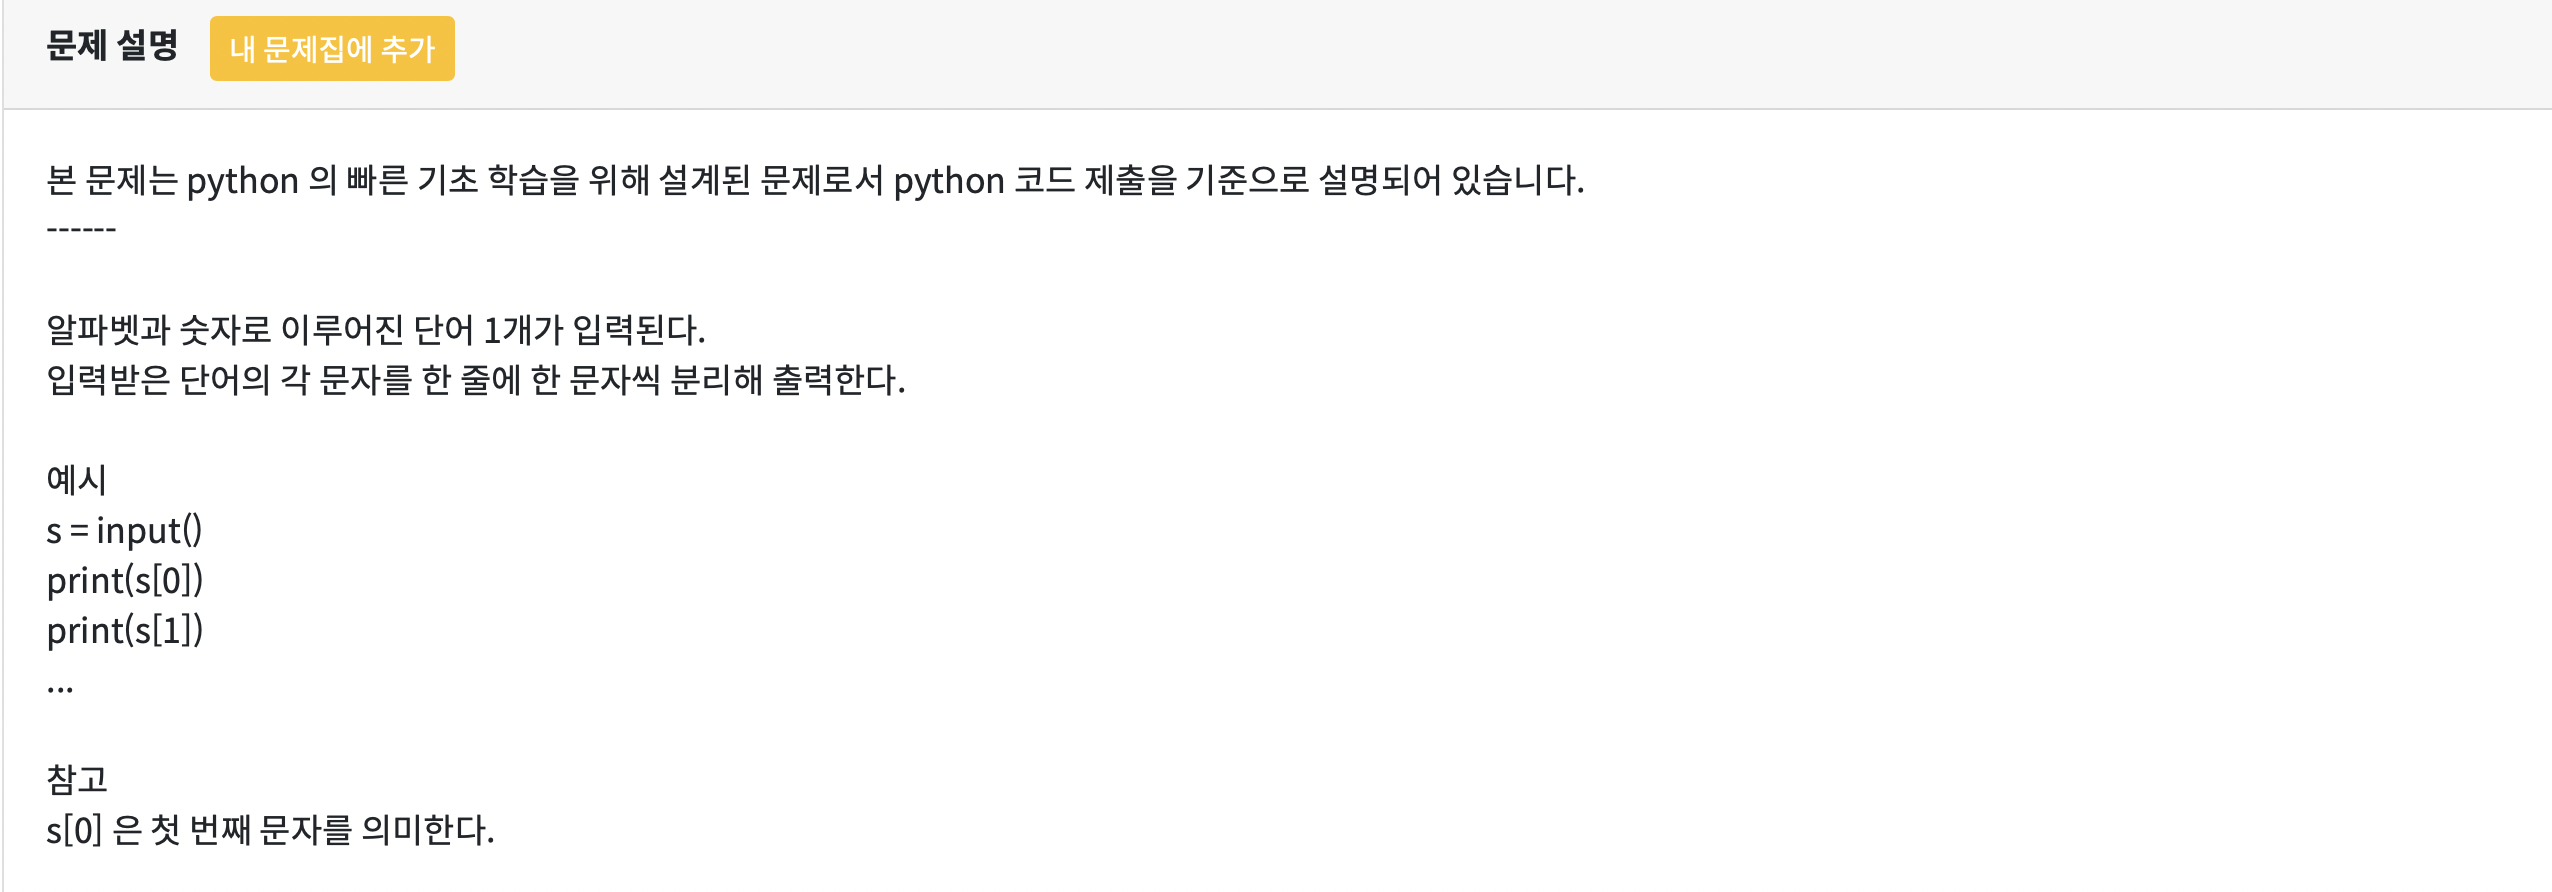 문제 설명 내 문제집에 추가
본 문제는 python 의 빠른 기초 학습을 위해 설계된 문제로서 python 코드 제출을 기준으로 설명되어 있습니다.
------
알파벳과 숫자로 이루어진 단어 1개가 입력된다.
입력받은 단어의 각 문자를 한 줄에 한 문자씩 분리해 출력한다.
예시
s = input()
print(s[0])
print(s[1])
...
참고
s[0] 은 첫 번째 문자를 의미한다.